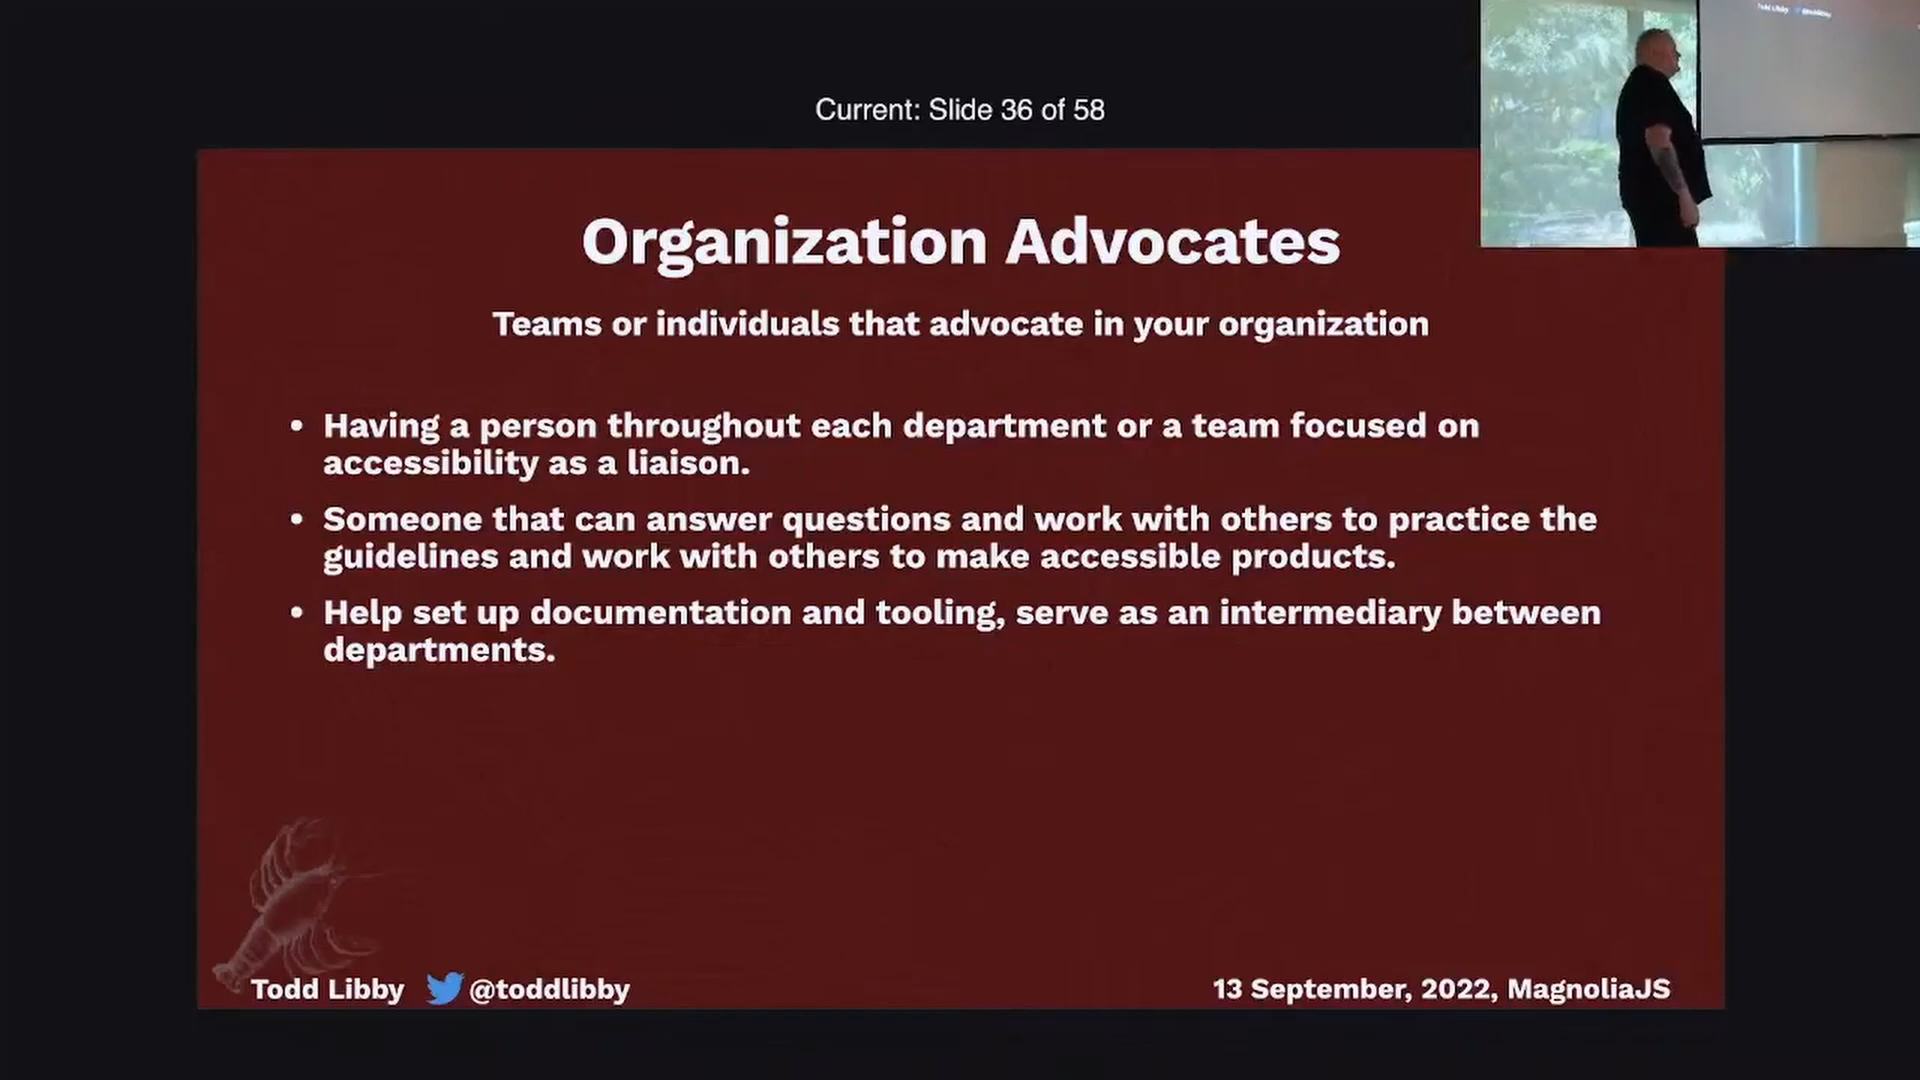 Current: Slide 36 of 58
Organization Advocates
Teams or individuals that advocate in your organization
• Having a person throughout each department or a team focused on
accessibility as a liaison.
• Someone that can answer questions and work with others to practice the
guidelines and work with others to make accessible products.
• Help set up documentation and tooling, serve as an intermediary between
departments.
Todd Libby @toddlibby
13 September, 2022, MagnoliaJS